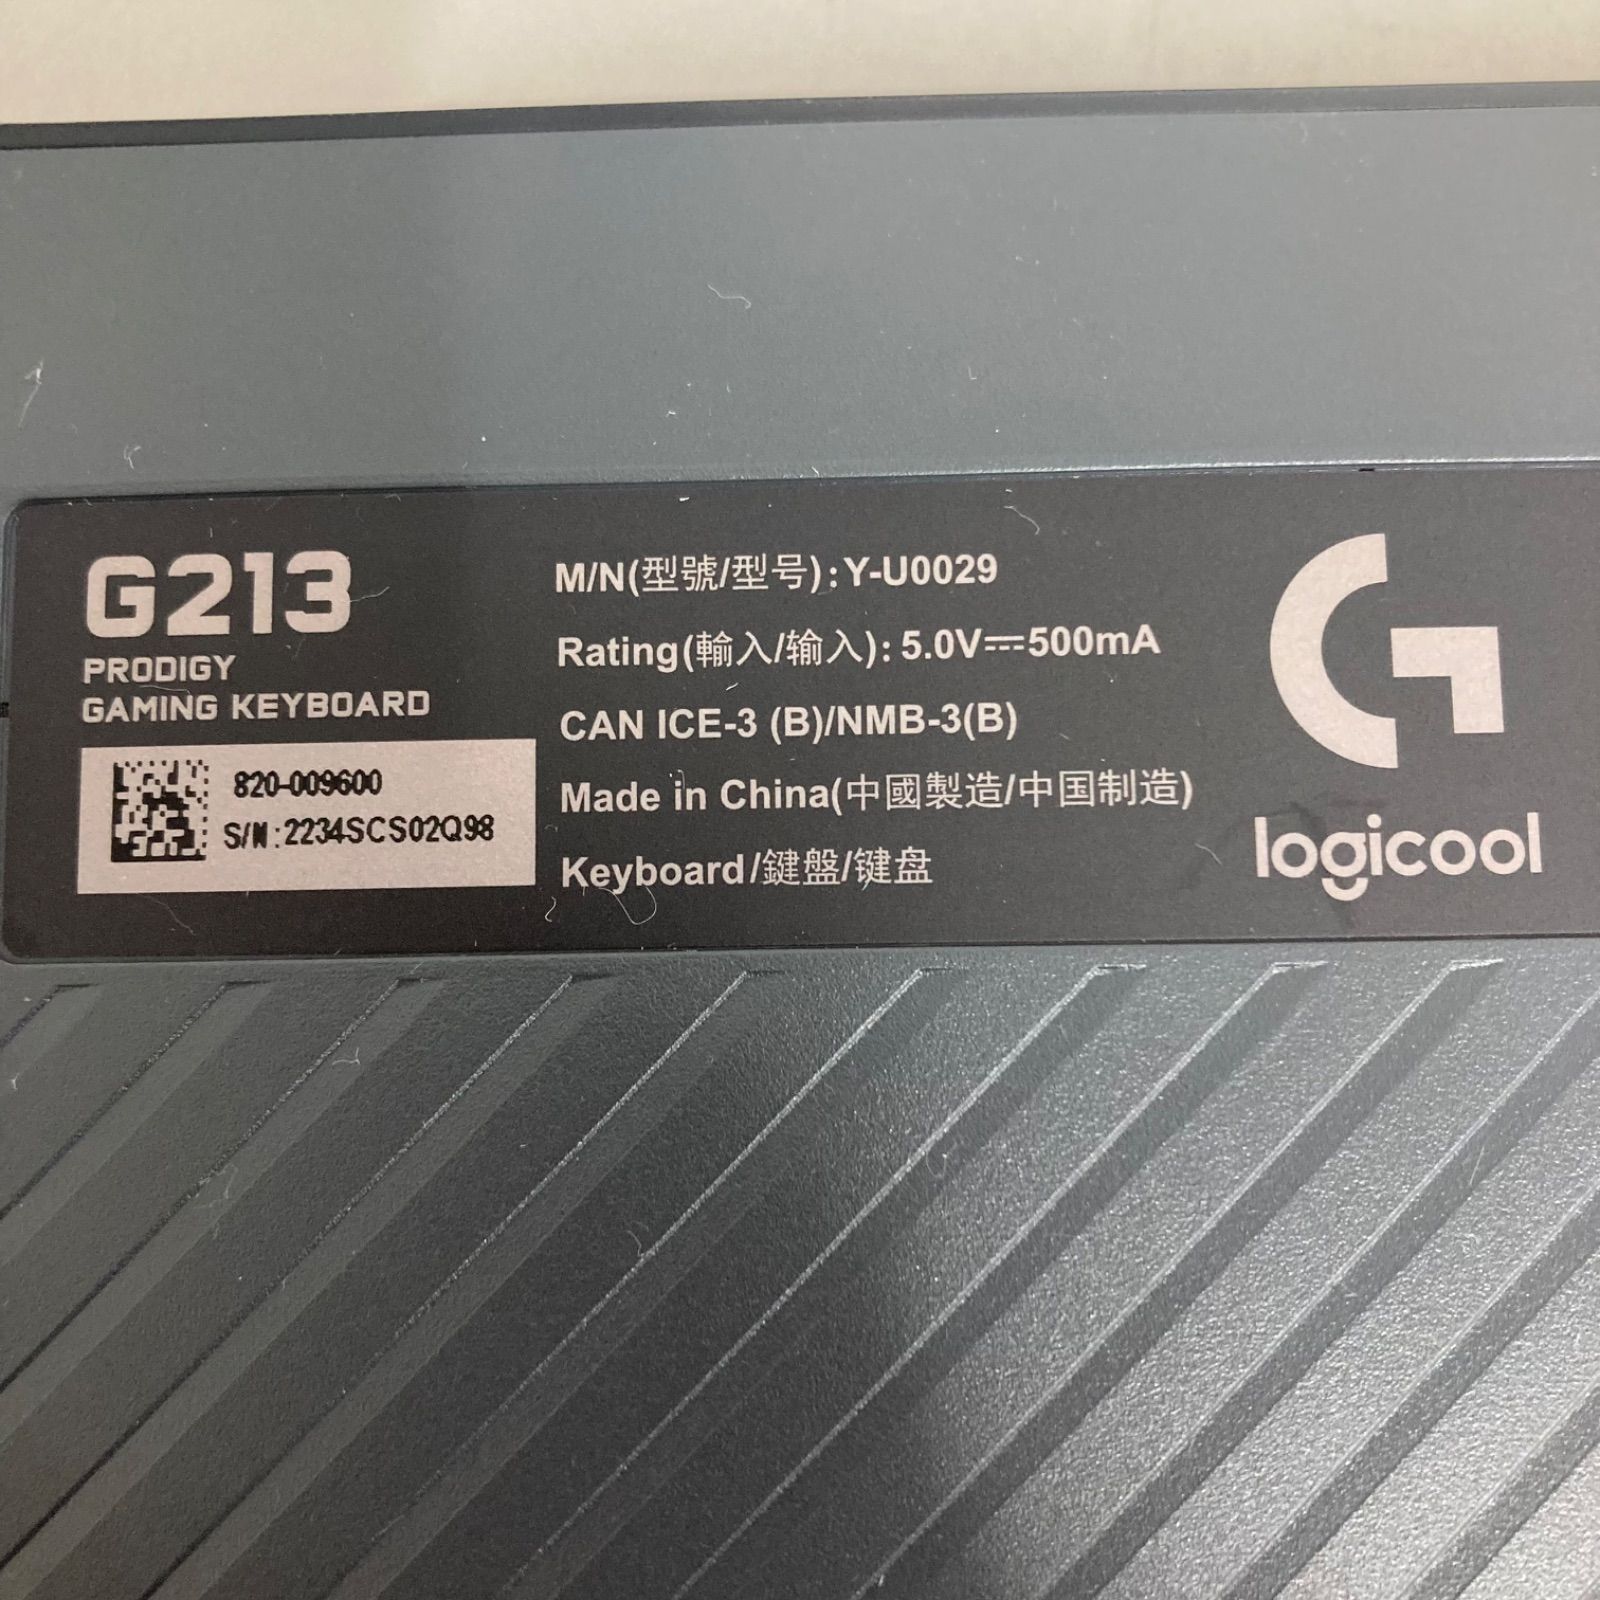 G213
PRODIGY
GAMING KEYBOARD
820-009600
S/N:2234SCS02Q98
M/N(型號/型号):Y-U0029
Rating(輸入/输入): 5.0V⎓500mA
CAN ICE-3 (B)/NMB-3(B)
Made in China(中國製造/中国制造)
Keyboard/鍵盤/键盘
G
logicool